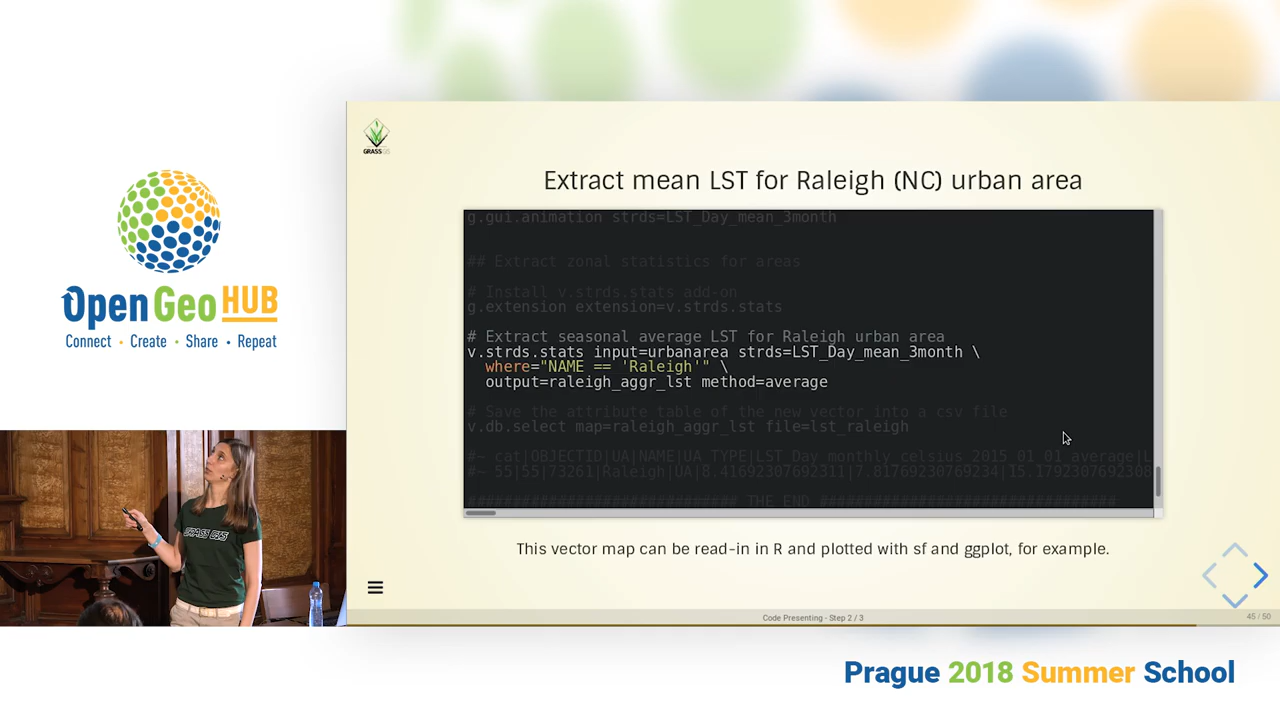 OpenGeoHUB
Connect • Create • Share • Repeat
GRASS GIS
Extract mean LST for Raleigh (NC) urban area
g.gui.animation strds=LST_Day_mean_3month
## Extract zonal statistics for areas
# Install v.strds.stats add-on
g.extension extension=v.strds.stats
# Extract seasonal average LST for Raleigh urban area
v.strds.stats input=urbanarea strds=LST_Day_mean_3month \
where="NAME == 'Raleigh'" \
output=raleigh_aggr_lst method=average
# Save the attribute table of the new vector into a csv file
v.db.select map=raleigh_aggr_lst file=lst_raleigh
#~ cat|OBJECTID|UA|NAME|UA_TYPE|LST_Day_monthly_celsius_2015_01_01_average|L
#~ 55|55|73261|Raleigh|UA|8.41692307692311|7.81769230769234|15.1792307692308
############################## THE END #################################
This vector map can be read-in in R and plotted with sf and ggplot, for example.
Code Presenting - Step 2 / 3
45 / 50
GRASS GIS
Prague 2018 Summer School